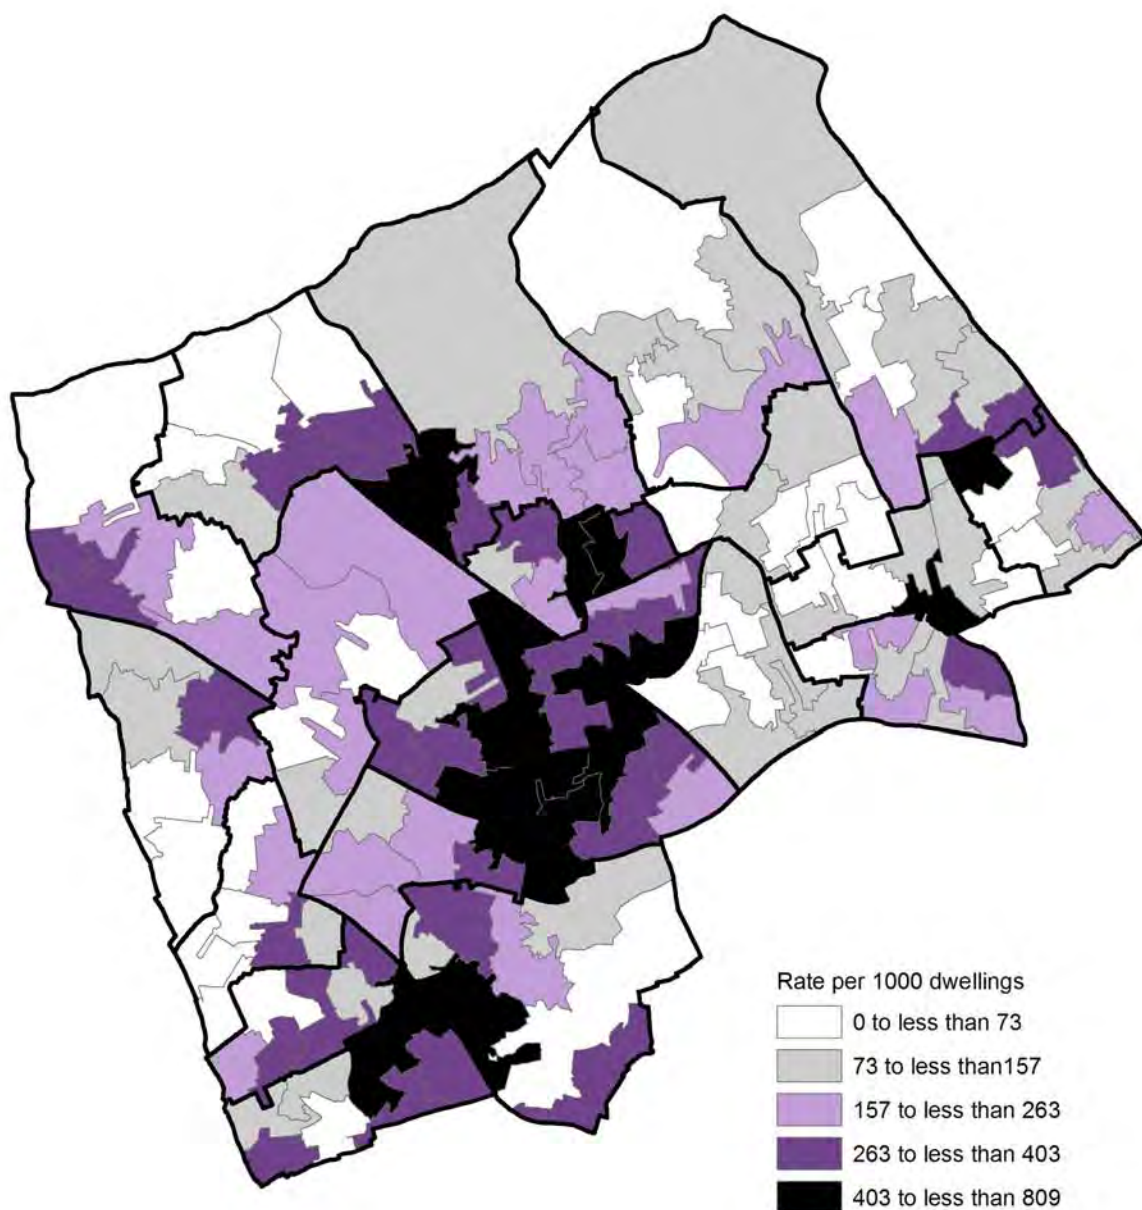 Rate per 1000 dwellings
0 to less than 73
73 to less than157
157 to less than 263
263 to less than 403
403 to less than 809